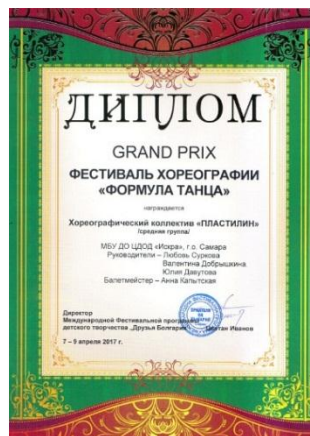 ДИПЛОМ
GRAND PRIX
ФЕСТИВАЛЬ ХОРЕОГРАФИИ
«ФОРМУЛА ТАНЦА»
награждается
Хореографический коллектив «ПЛАСТИЛИН»
/средняя группа/
МБУ ДО ЦДОД «Искра», г.о. Самара
Руководители – Любовь Суркова
Валентина Добрышкина
Юлия Давутова
Балетмейстер – Анна Капытская
Директор
Международной Фестивальной программы
детского творчества „Друзья Болгарии“ Иванов
7 – 9 апреля 2017 г.